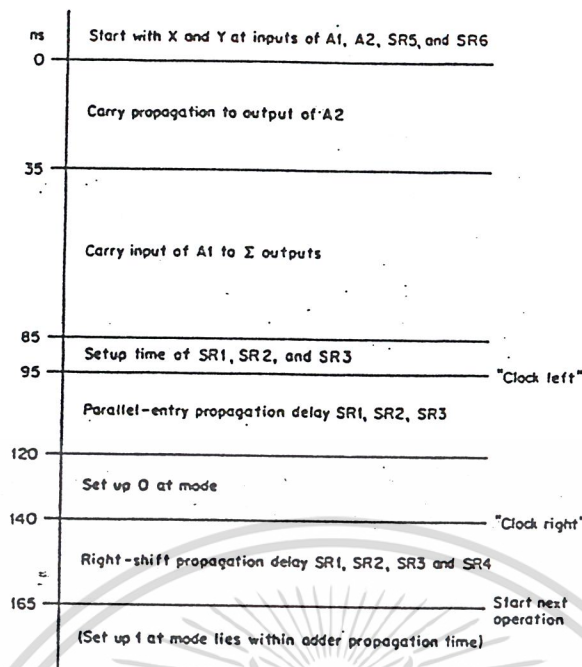 ns
Start with X and Y at inputs of A1, A2, SR5, and SR6
0
Carry propagation to output of A2
35
Carry input of A1 to Σ outputs
85
Setup time of SR1, SR2, and SR3
95
"Clock left"
Parallel-entry propagation delay SR1, SR2, SR3
120
Set up 0 at mode
140
"Clock right"
Right-shift propagation delay SR1, SR2, SR3 and SR4
165
Start next
operation
(Set up 1 at mode lies within adder propagation time)